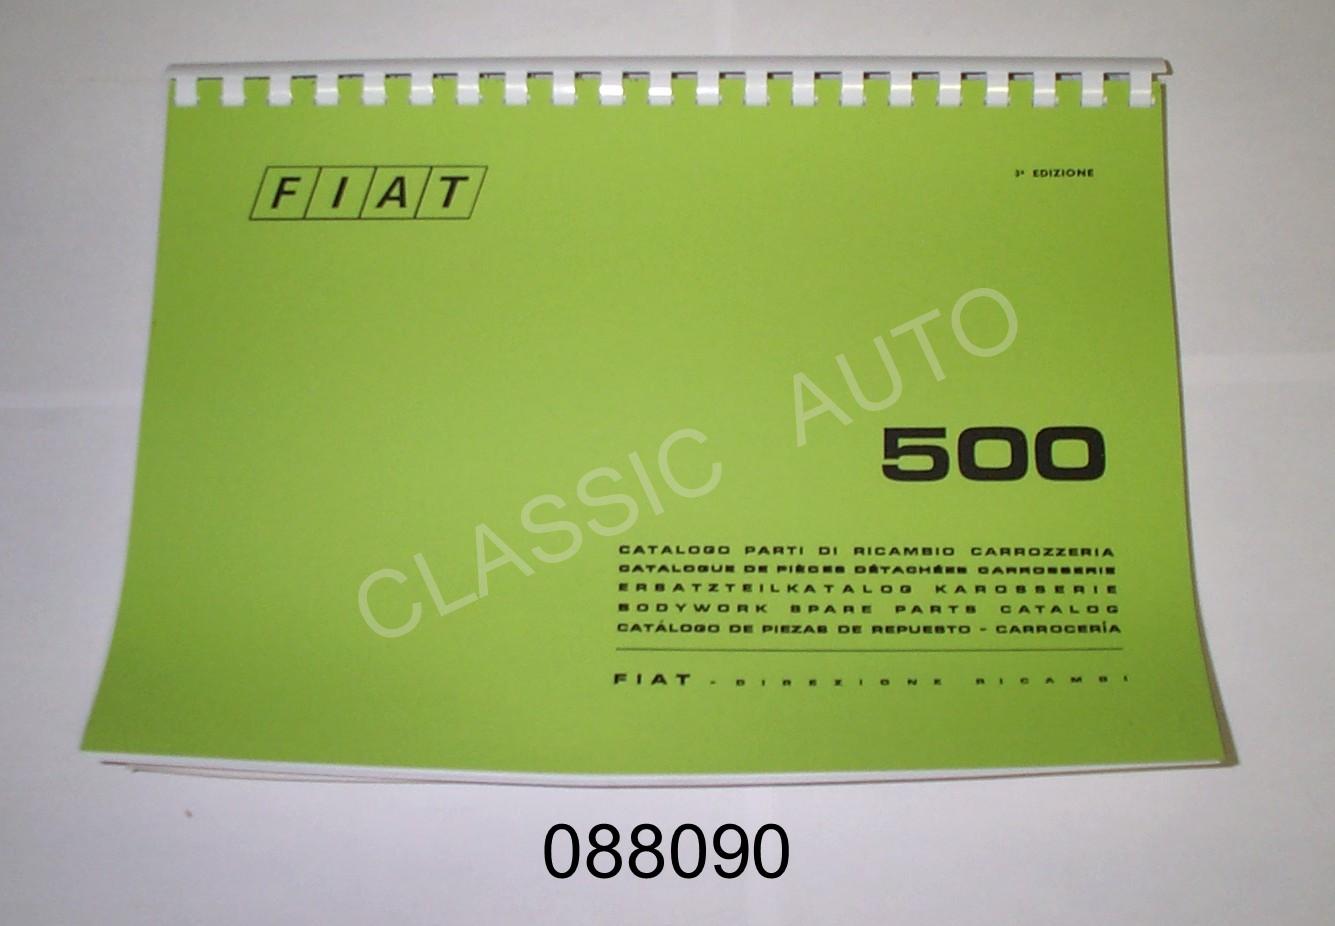 FIAT
3ª EDIZIONE
CLASSIC AUTO
500
CATALOGO PARTI DI RICAMBIO CARROZZERIA
CATALOGUE DE PIÈCES DÉTACHÉES CARROSSERIE
ERSATZTEILKATALOG KAROSSERIE
BODYWORK SPARE PARTS CATALOG
CATÁLOGO DE PIEZAS DE REPUESTO - CARROCERÍA
FIAT - DIREZIONE RICAMBI
088090